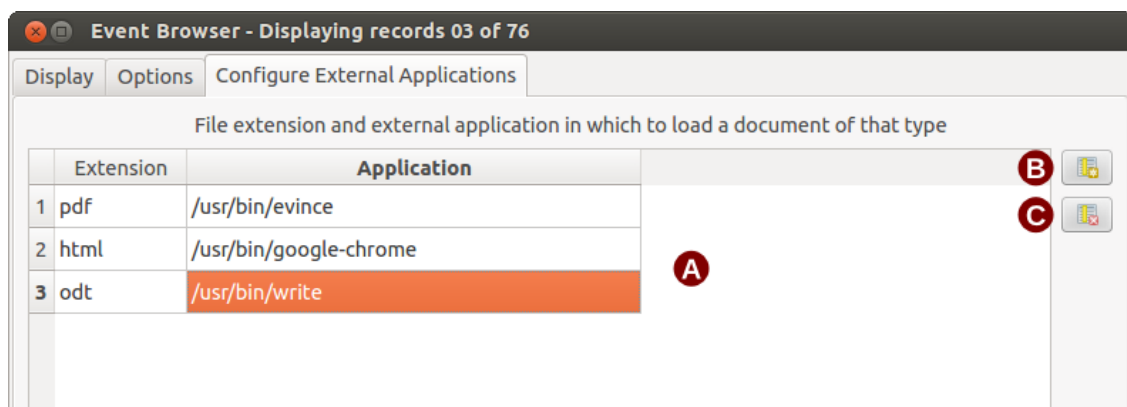 Event Browser - Displaying records 03 of 76
Display Options Configure External Applications
File extension and external application in which to load a document of that type
Extension Application B
1 pdf /usr/bin/evince C
2 html /usr/bin/google-chrome
A
3 odt /usr/bin/write